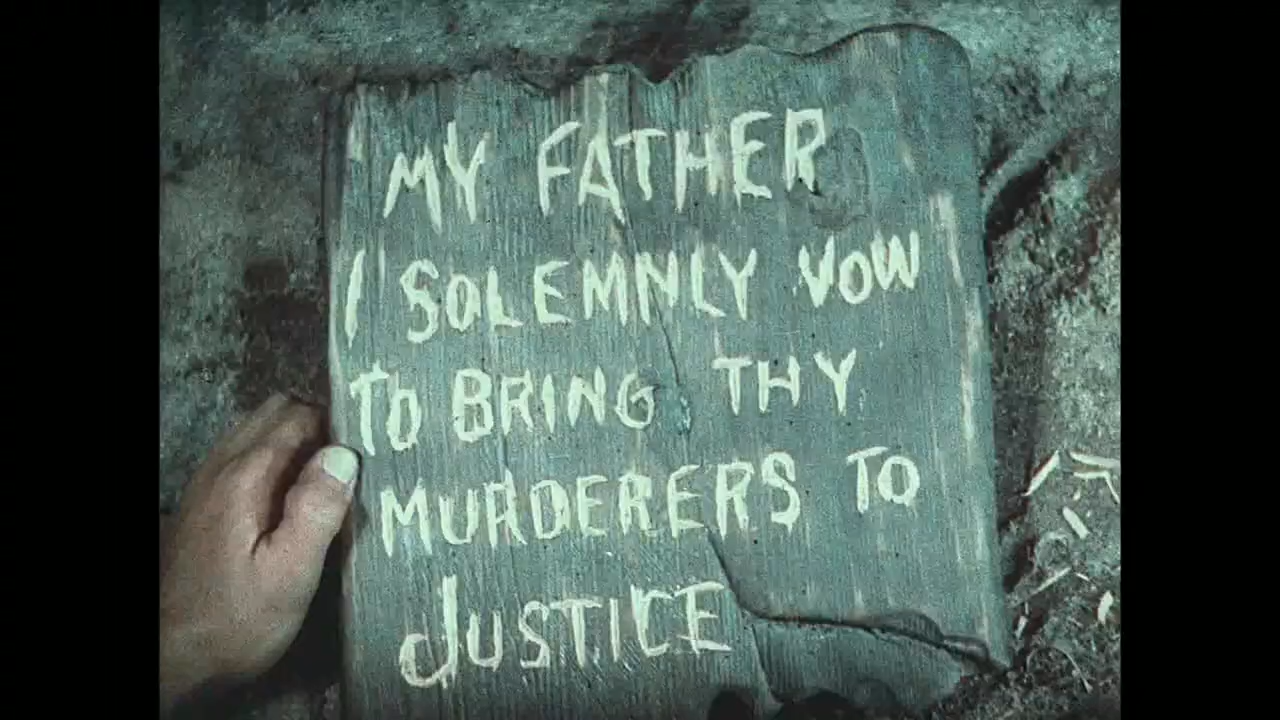 MY FATHER
I SOLEMNLY VOW
TO BRING THY
MURDERERS TO
JUSTICE